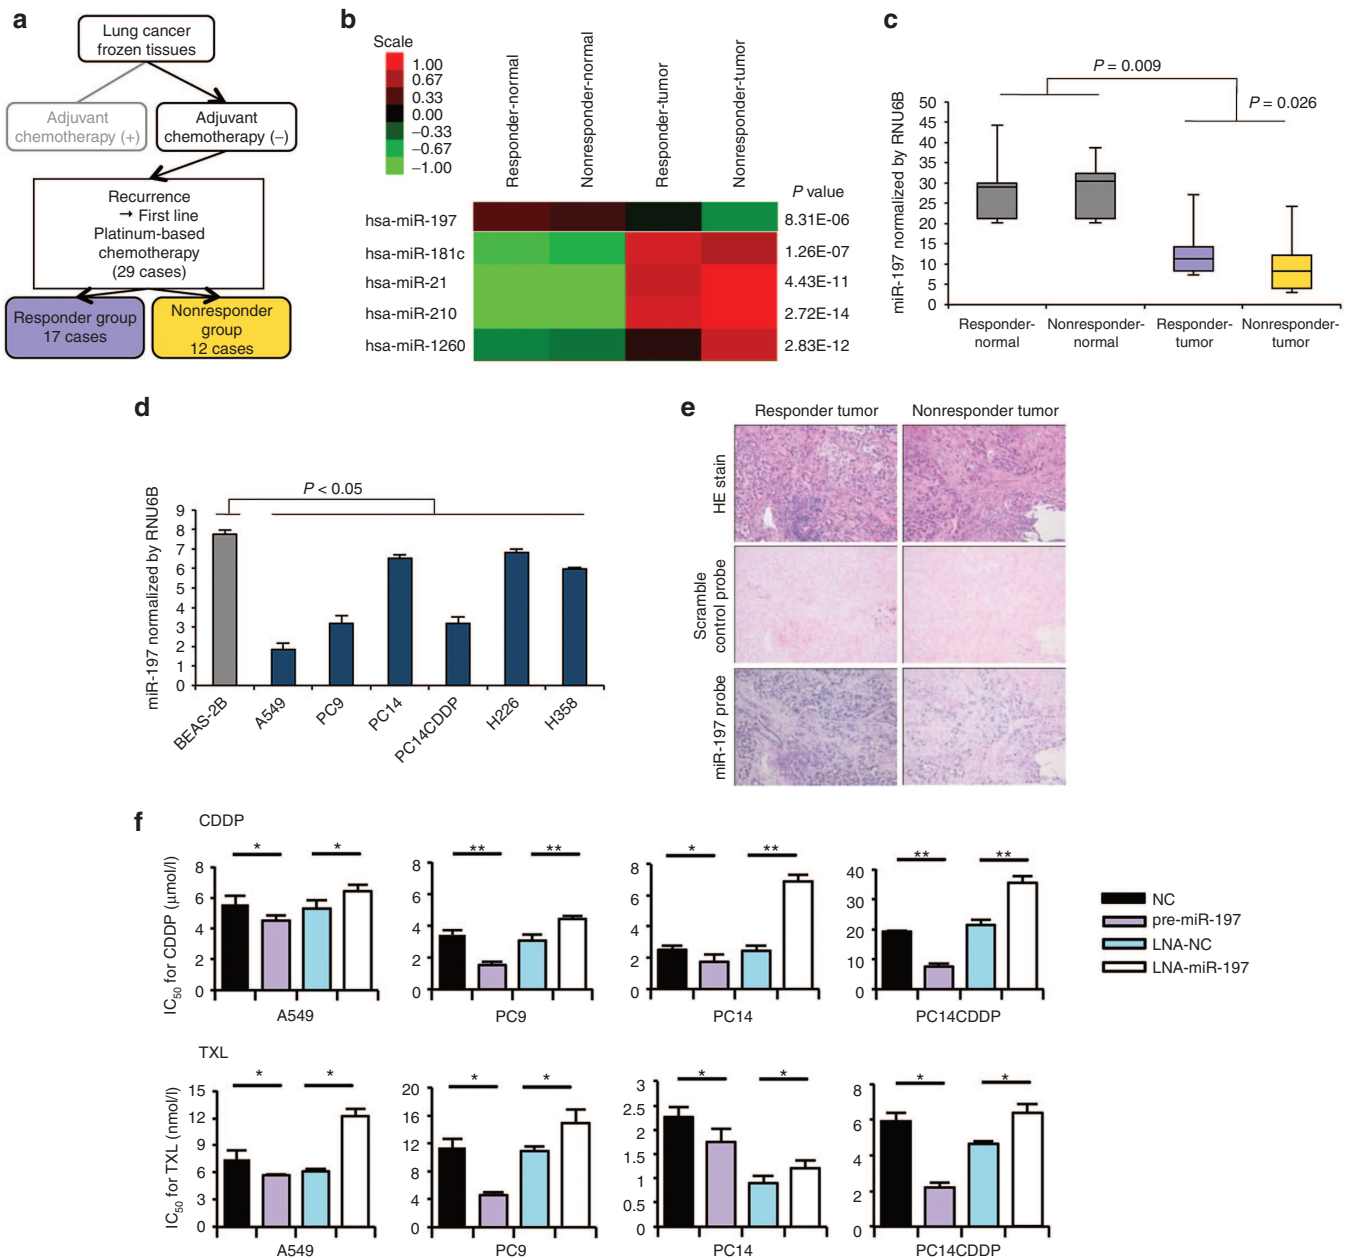 a
Lung cancer
frozen tissues
Adjuvant
chemotherapy (+)
Adjuvant
chemotherapy (–)
Recurrence
→ First line
Platinum-based
chemotherapy
(29 cases)
Responder group
17 cases
Nonresponder
group
12 cases
b
Scale
1.00
0.67
0.33
0.00
–0.33
–0.67
–1.00
Responder-normal
Nonresponder-normal
Responder-tumor
Nonresponder-tumor
P value
hsa-miR-197
8.31E-06
hsa-miR-181c
1.26E-07
hsa-miR-21
4.43E-11
hsa-miR-210
2.72E-14
hsa-miR-1260
2.83E-12
c
P = 0.009
P = 0.026
miR-197 normalized by RNU6B
50
45
40
35
30
25
20
15
10
5
0
Responder-
normal
Nonresponder-
normal
Responder-
tumor
Nonresponder-
tumor
d
P < 0.05
miR-197 normalized by RNU6B
9
8
7
6
5
4
3
2
1
0
BEAS-2B
A549
PC9
PC14
PC14CDDP
H226
H358
e
Responder tumor
Nonresponder tumor
HE stain
Scramble
control probe
miR-197 probe
f
CDDP
IC50 for CDDP (μmol/l)
8
6
4
2
0
*
*
A549
8
6
4
2
0
**
**
PC9
8
6
4
2
0
*
**
PC14
40
30
20
10
0
**
**
PC14CDDP
NC
pre-miR-197
LNA-NC
LNA-miR-197
TXL
IC50 for TXL (nmol/l)
15
12
9
6
3
0
*
*
A549
20
16
12
8
4
0
*
*
PC9
3
2.5
2
1.5
1
0.5
0
*
*
PC14
8
6
4
2
0
*
*
PC14CDDP